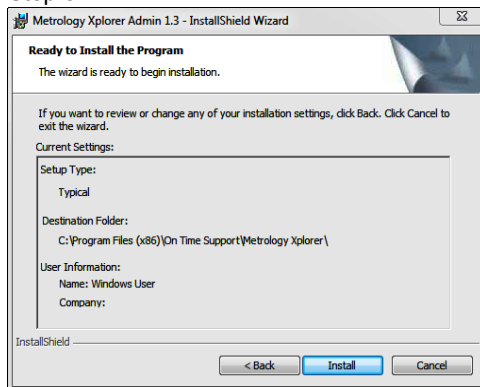 Metrology Xplorer Admin 1.3 - InstallShield Wizard
Ready to Install the Program
The wizard is ready to begin installation.
If you want to review or change any of your installation settings, click Back. Click Cancel to
exit the wizard.
Current Settings:
Setup Type:
Typical
Destination Folder:
C:\Program Files (x86)\On Time Support\Metrology Xplorer\
User Information:
Name: Windows User
Company:
InstallShield
< Back
Install
Cancel